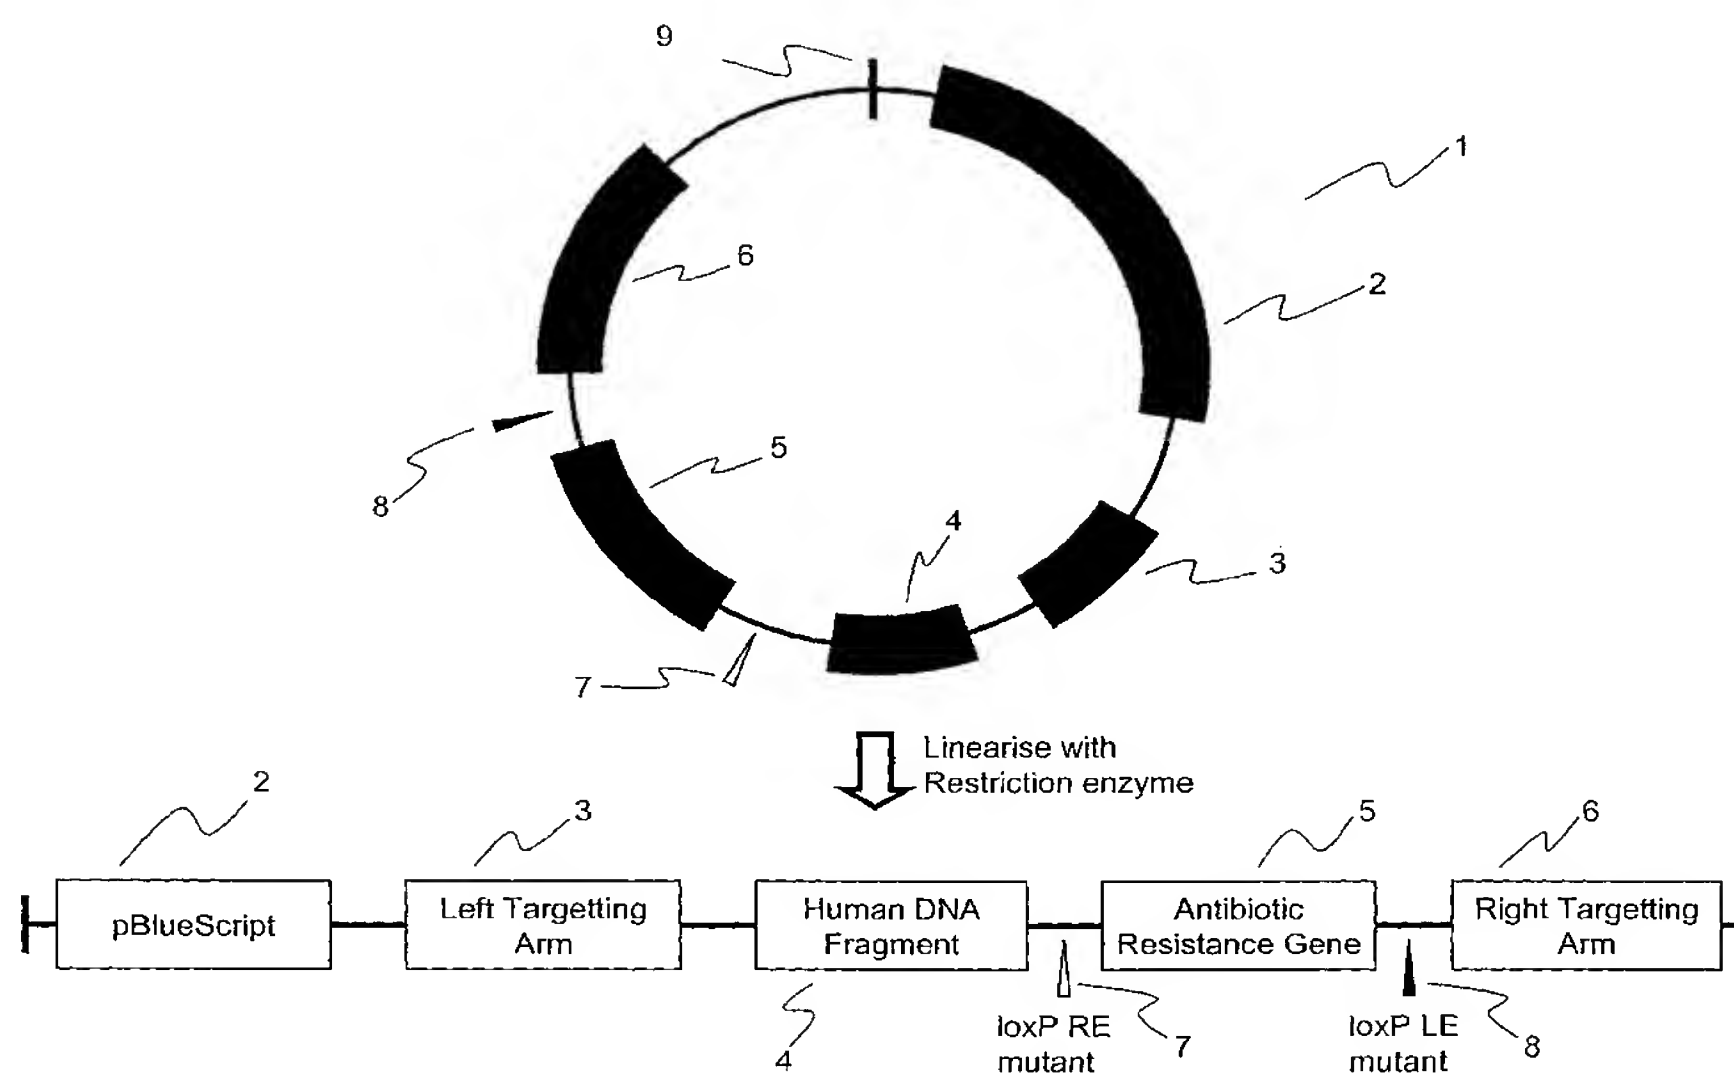 9
1
6
2
5
8
4
3
7
Linearise with
Restriction enzyme
2
3
5
6
pBlueScript
Left Targetting
Arm
Human DNA
Fragment
Antibiotic
Resistance Gene
Right Targetting
Arm
4
loxP RE
mutant
7
loxP LE
mutant
8